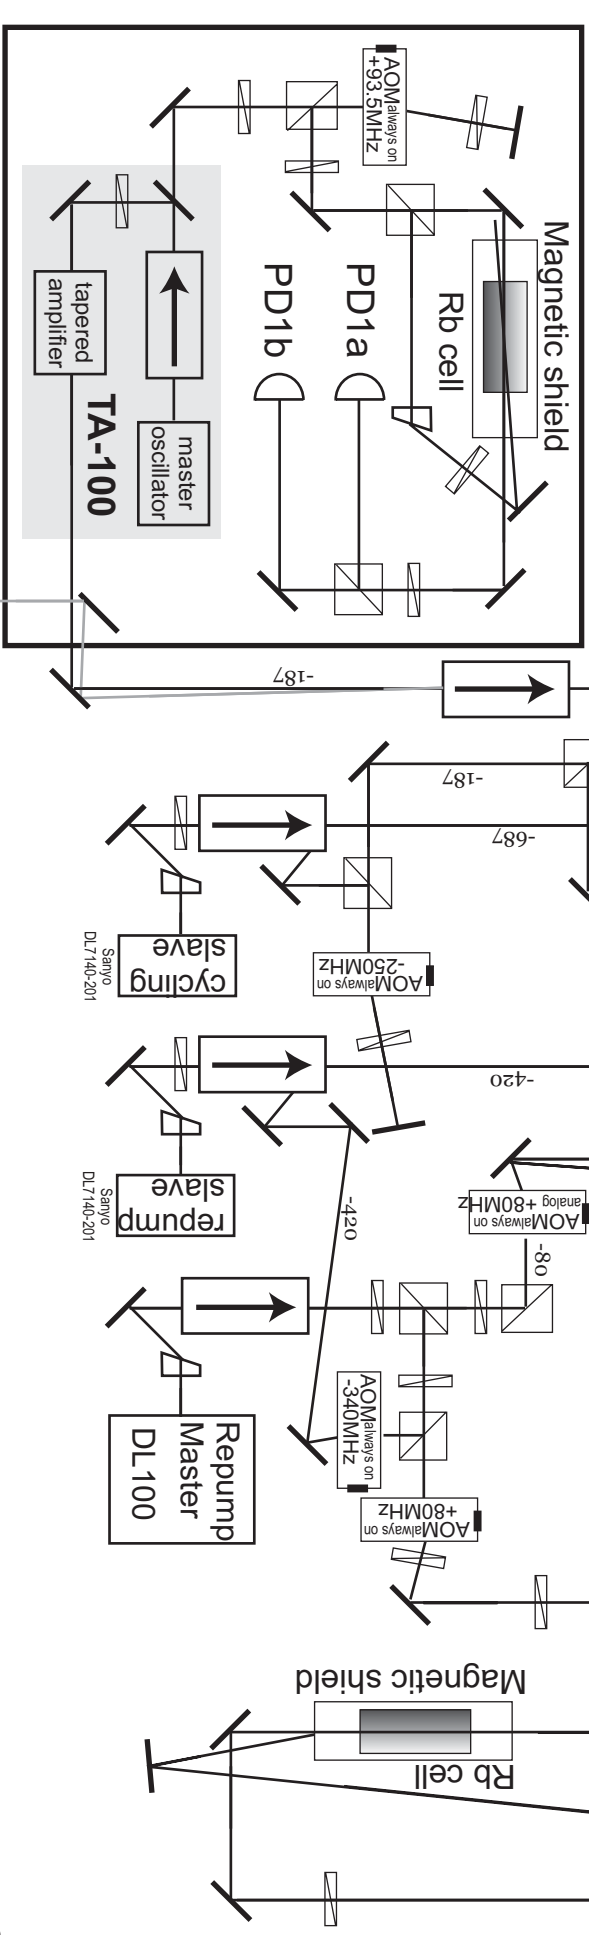 AOM always on
+93.5MHz
Magnetic shield
Rb cell
PD1a
PD1b
tapered
amplifier
TA-100
master
oscillator
-187
-187
-687
cycling
slave
Sanyo
DL7140-201
AOM always on
-250MHz
-420
repump
slave
Sanyo
DL7140-201
-420
AOM always on
analog +80MHz
-80
Repump
Master
DL100
AOM always on
-340MHz
AOM always on
+80MHz
Magnetic shield
Rb cell